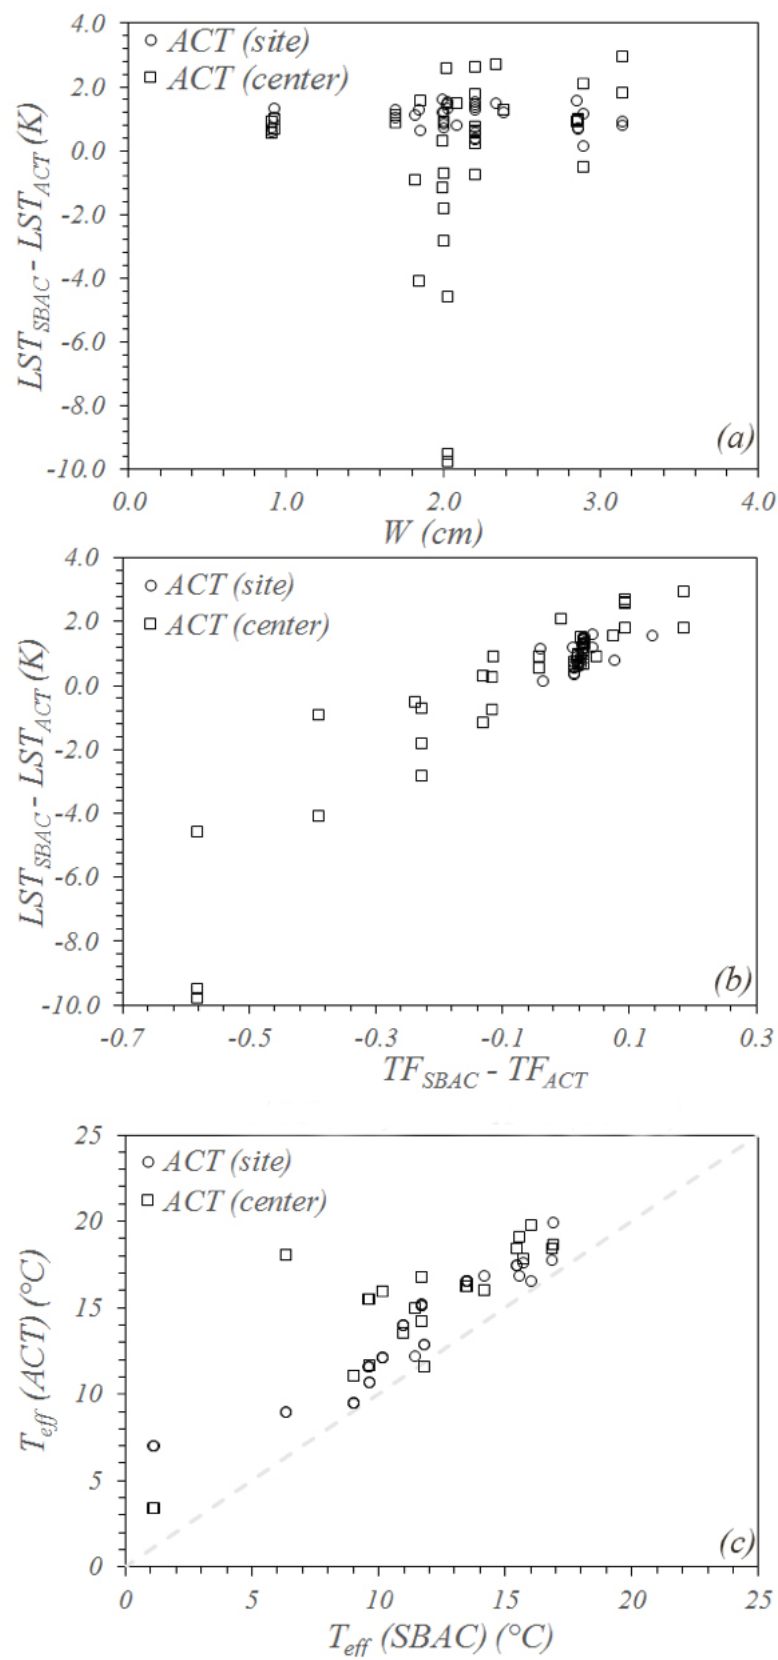 4.0
ACT (site)
ACT (center)
2.0
0.0
-2.0
-4.0
-6.0
-8.0
-10.0
LST_SBAC - LST_ACT (K)
(a)
0.0 1.0 2.0 3.0 4.0
W (cm)
4.0
ACT (site)
ACT (center)
2.0
0.0
-2.0
-4.0
-6.0
-8.0
-10.0
LST_SBAC - LST_ACT (K)
(b)
-0.7 -0.5 -0.3 -0.1 0.1 0.3
TF_SBAC - TF_ACT
25
ACT (site)
ACT (center)
20
15
10
5
0
T_eff (ACT) (°C)
(c)
0 5 10 15 20 25
T_eff (SBAC) (°C)